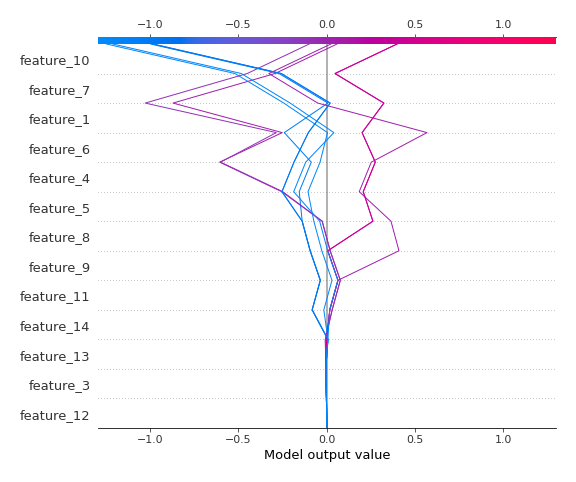 −1.0 −0.5 0.0 0.5 1.0
feature_10
feature_7
feature_1
feature_6
feature_4
feature_5
feature_8
feature_9
feature_11
feature_14
feature_13
feature_3
feature_12
−1.0 −0.5 0.0 0.5 1.0
Model output value